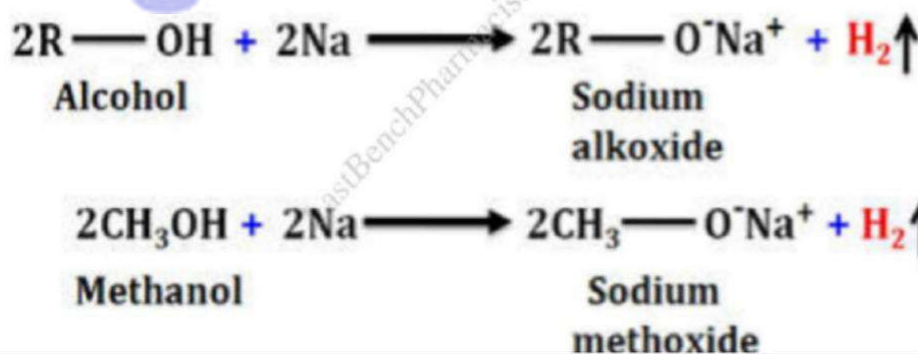 2R — OH + 2Na ⟶ 2R — O⁻Na⁺ + H₂↑
Alcohol Sodium
alkoxide
2CH₃OH + 2Na ⟶ 2CH₃ — O⁻Na⁺ + H₂↑
Methanol Sodium
methoxide